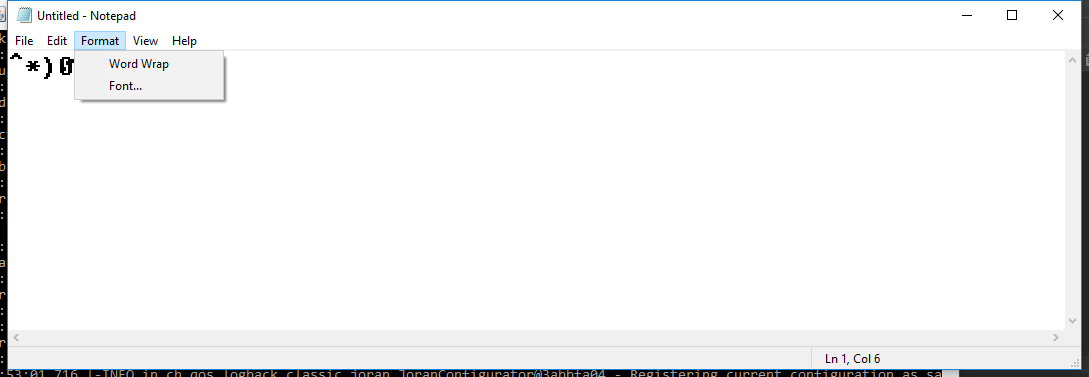 Untitled - Notepad
File Edit Format View Help
^*)
Word Wrap
Font...
Ln 1, Col 6
:53:01,716 |-INFO in ch.qos.logback.classic.joran.JoranConfigurator@3abbfa04 - Registering current configuration as sa